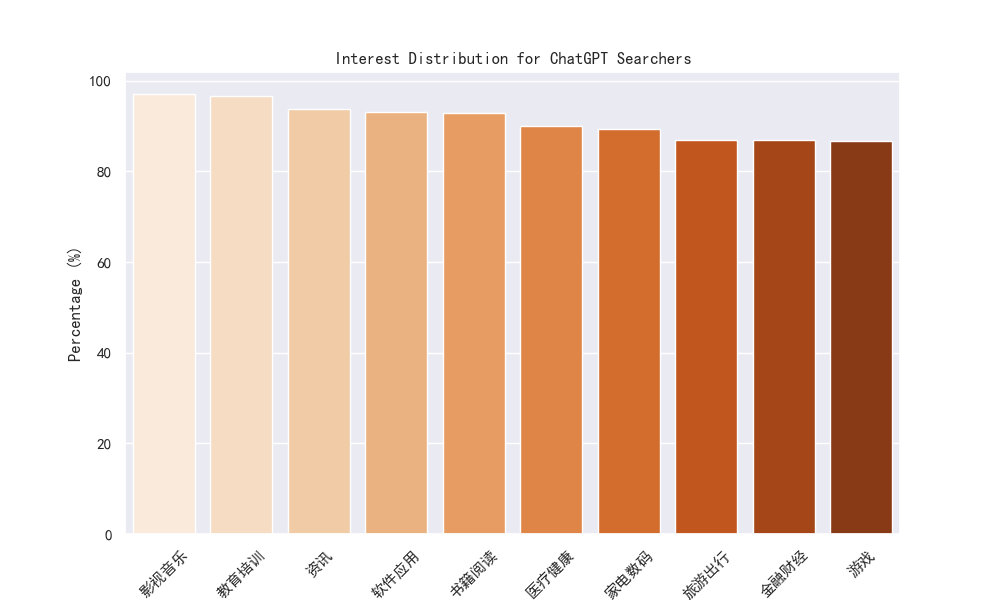 Interest Distribution for ChatGPT Searchers
Percentage (%)
100
80
60
40
20
0
影视音乐
教育培训
资讯
软件应用
书籍阅读
医疗健康
家电数码
旅游出行
金融财经
游戏